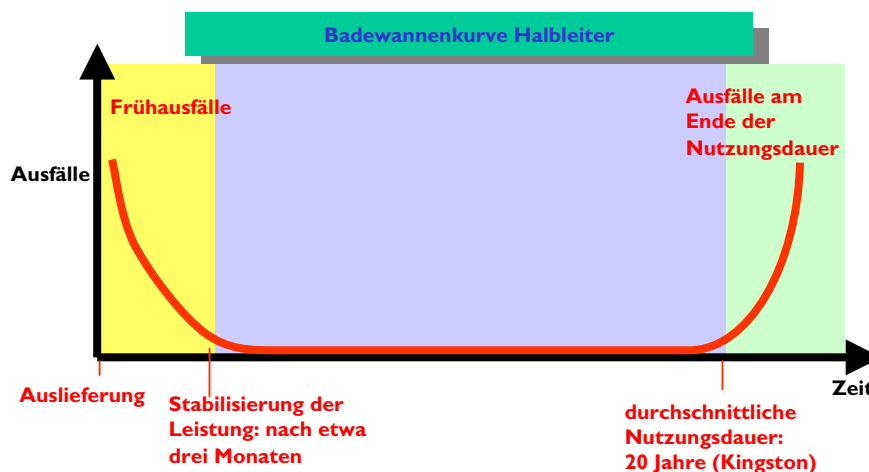 Badewannenkurve Halbleiter
Frühausfälle
Ausfälle am
Ende der
Nutzungsdauer
Ausfälle
Zeit
Auslieferung
Stabilisierung der
Leistung: nach etwa
drei Monaten
durchschnittliche
Nutzungsdauer:
20 Jahre (Kingston)